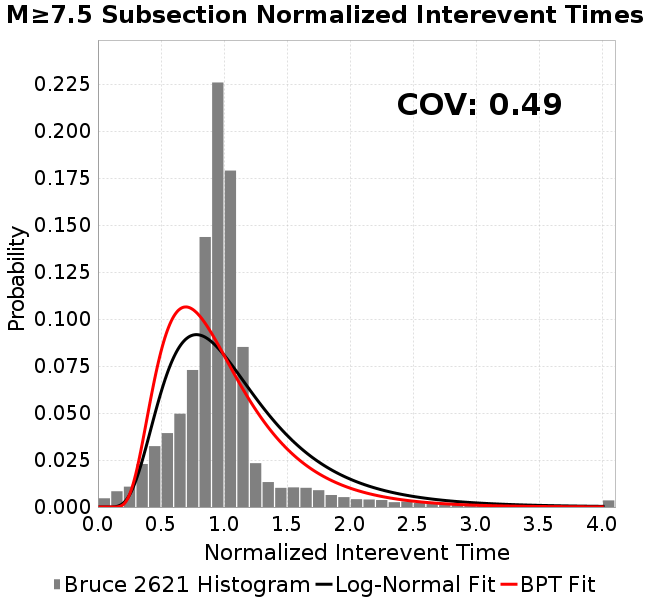 M≥7.5 Subsection Normalized Interevent Times
COV: 0.49
Probability
0.225
0.200
0.175
0.150
0.125
0.100
0.075
0.050
0.025
0.000
0.0 0.5 1.0 1.5 2.0 2.5 3.0 3.5 4.0
Normalized Interevent Time
Bruce 2621 Histogram Log-Normal Fit BPT Fit